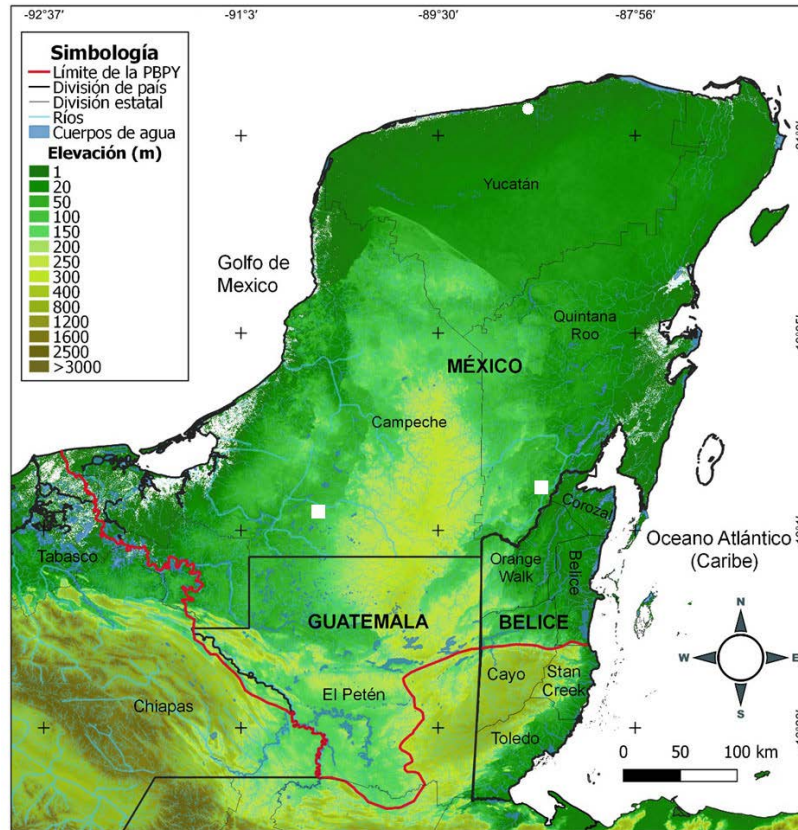 -92°37'
-91°3'
-89°30'
-87°56'
Simbología
Límite de la PBPY
División de país
División estatal
Ríos
Cuerpos de agua
Elevación (m)
1
20
50
100
150
200
250
300
400
800
1200
1600
2500
>3000
Yucatán
Golfo de
Mexico
Quintana
Roo
MÉXICO
Campeche
Corozal
Tabasco
Oceano Atlántico
(Caribe)
Orange
Walk
Belice
GUATEMALA
BELICE
N
W
E
S
El Petén
Cayo
Stan
Creek
Chiapas
Toledo
0 50 100 km